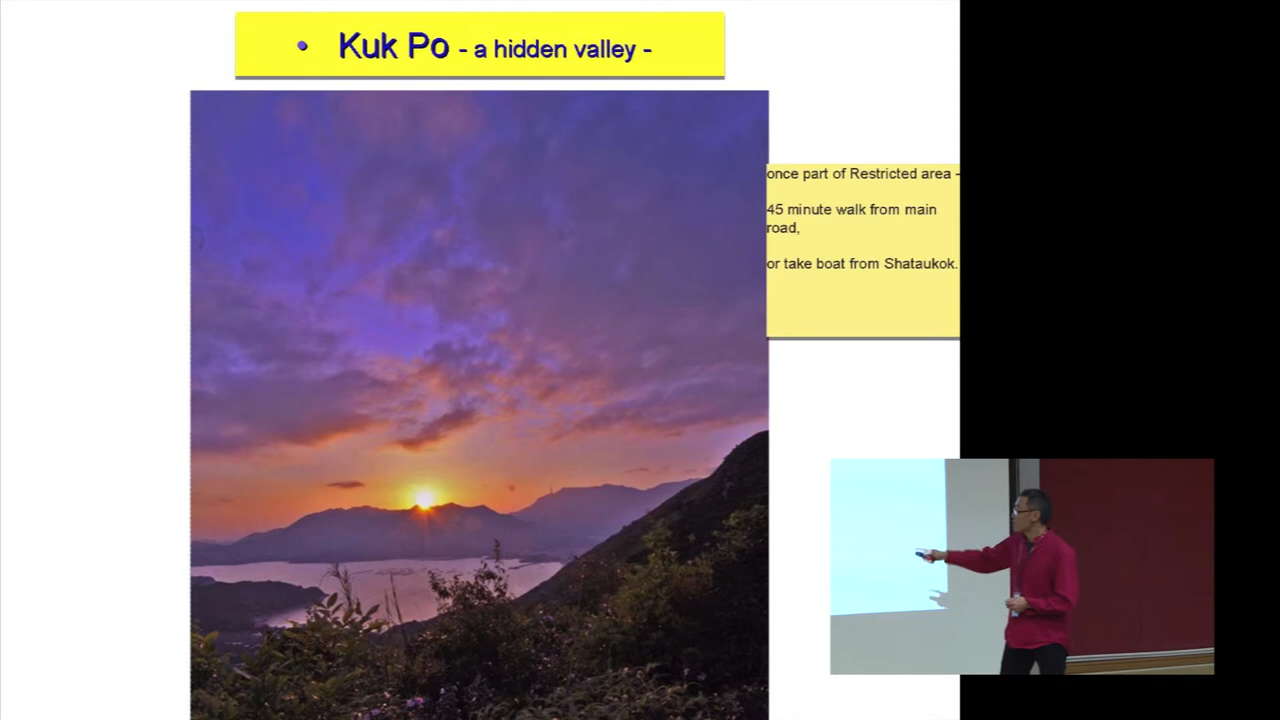 • Kuk Po - a hidden valley -
once part of Restricted area -
45 minute walk from main
road,
or take boat from Shataukok.